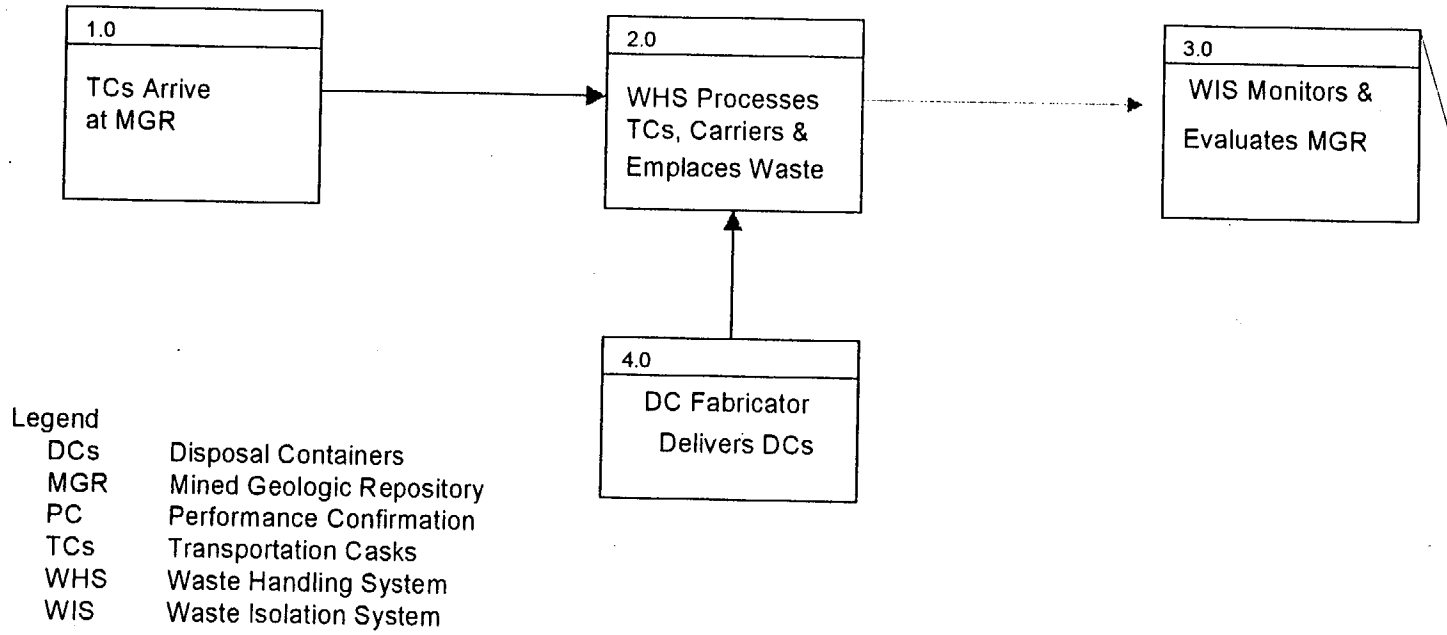 1.0
TCs Arrive
at MGR
2.0
WHS Processes
TCs, Carriers &
Emplaces Waste
3.0
WIS Monitors &
Evaluates MGR
4.0
DC Fabricator
Delivers DCs
Legend
DCs Disposal Containers
MGR Mined Geologic Repository
PC Performance Confirmation
TCs Transportation Casks
WHS Waste Handling System
WIS Waste Isolation System